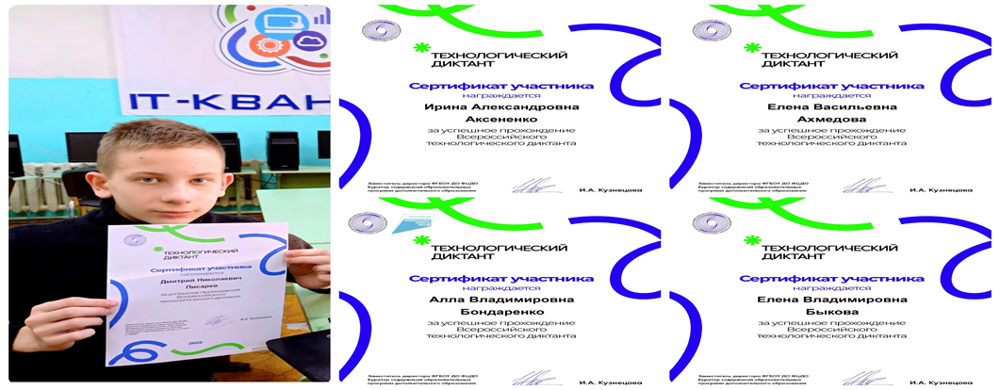 IT-КВАН
ТЕХНОЛОГИЧЕСКИЙ
ДИКТАНТ
Сертификат участника
награждается
Дмитрий Николаевич
Писарев
за успешное прохождение
Всероссийского
технологического диктанта
И.А. Кузнецова
2022
ТЕХНОЛОГИЧЕСКИЙ
ДИКТАНТ
Сертификат участника
награждается
Ирина Александровна
Аксененко
за успешное прохождение
Всероссийского
технологического диктанта
Заместитель директора ФГБОУ ДО ФЦДО
Куратор содержания образовательных
программ дополнительного образования
И.А. Кузнецова
ТЕХНОЛОГИЧЕСКИЙ
ДИКТАНТ
Сертификат участника
награждается
Елена Васильевна
Ахмедова
за успешное прохождение
Всероссийского
технологического диктанта
Заместитель директора ФГБОУ ДО ФЦДО
Куратор содержания образовательных
программ дополнительного образования
И.А. Кузнецова
ТЕХНОЛОГИЧЕСКИЙ
ДИКТАНТ
Сертификат участника
награждается
Алла Владимировна
Бондаренко
за успешное прохождение
Всероссийского
технологического диктанта
Заместитель директора ФГБОУ ДО ФЦДО
Куратор содержания образовательных
программ дополнительного образования
И.А. Кузнецова
ТЕХНОЛОГИЧЕСКИЙ
ДИКТАНТ
Сертификат участника
награждается
Елена Владимировна
Быкова
за успешное прохождение
Всероссийского
технологического диктанта
Заместитель директора ФГБОУ ДО ФЦДО
Куратор содержания образовательных
программ дополнительного образования
И.А. Кузнецова